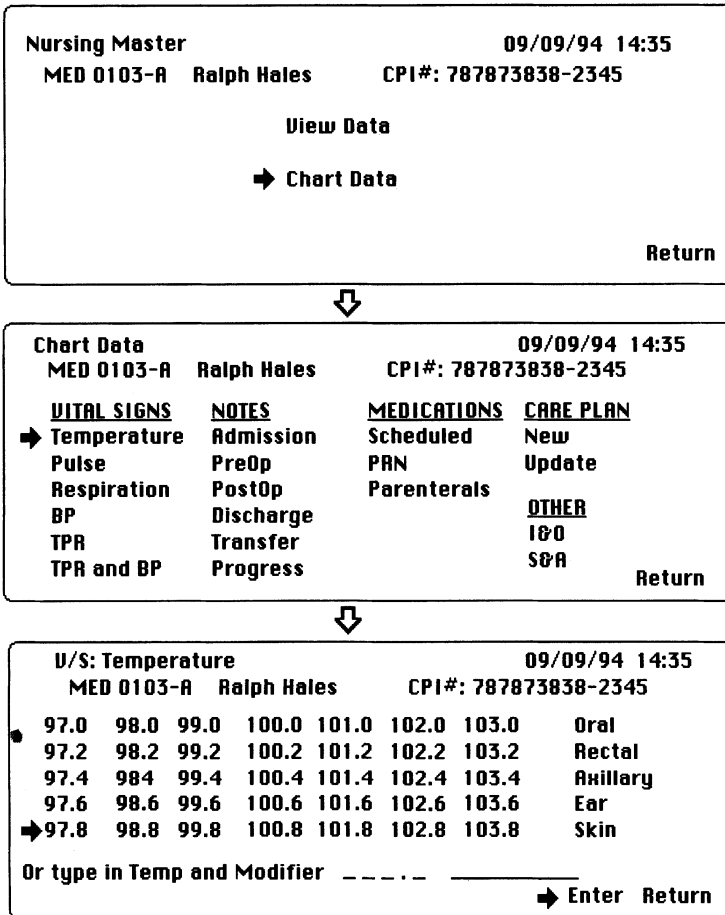 Nursing Master 09/09/94 14:35
MED 0103-A Ralph Hales CPI#: 787873838-2345
View Data
Chart Data
Return
Chart Data 09/09/94 14:35
MED 0103-A Ralph Hales CPI#: 787873838-2345
VITAL SIGNS NOTES MEDICATIONS CARE PLAN
Temperature Admission Scheduled New
Pulse PreOp PRN Update
Respiration PostOp Parenterals
BP Discharge OTHER
TPR Transfer I&O
TPR and BP Progress S&A
Return
V/S: Temperature 09/09/94 14:35
MED 0103-A Ralph Hales CPI#: 787873838-2345
97.0 98.0 99.0 100.0 101.0 102.0 103.0 Oral
97.2 98.2 99.2 100.2 101.2 102.2 103.2 Rectal
97.4 984 99.4 100.4 101.4 102.4 103.4 Axillary
97.6 98.6 99.6 100.6 101.6 102.6 103.6 Ear
97.8 98.8 99.8 100.8 101.8 102.8 103.8 Skin
Or type in Temp and Modifier _ _ _ . _ __________
Enter Return